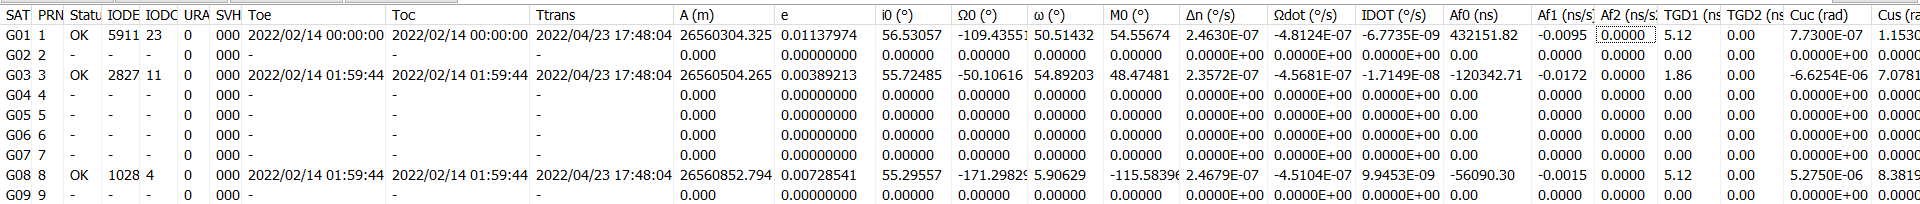 SAT PRN Statu IODE IODC URA SVH Toe Toc Ttrans A (m) e i0 (°) Ω0 (°) ω (°) M0 (°) Δn (°/s) Ωdot (°/s) IDOT (°/s) Af0 (ns) Af1 (ns/s) Af2 (ns/s TGD1 (ns TGD2 (ns Cuc (rad) Cus (ra
G01 1 OK 5911 23 0 000 2022/02/14 00:00:00 2022/02/14 00:00:00 2022/04/23 17:48:04 26560304.325 0.01137974 56.53057 -109.43551 50.51432 54.55674 2.4630E-07 -4.8124E-07 -6.7735E-09 432151.82 -0.0095 0.0000 5.12 0.00 7.7300E-07 1.1530
G02 2 - - - 0 000 - - - 0.000 0.00000000 0.00000 0.00000 0.00000 0.00000 0.0000E+00 0.0000E+00 0.0000E+00 0.00 0.0000 0.0000 0.00 0.00 0.0000E+00 0.0000
G03 3 OK 2827 11 0 000 2022/02/14 01:59:44 2022/02/14 01:59:44 2022/04/23 17:48:04 26560504.265 0.00389213 55.72485 -50.10616 54.89203 48.47481 2.3572E-07 -4.5681E-07 -1.7149E-08 -120342.71 -0.0172 0.0000 1.86 0.00 -6.6254E-06 7.0781
G04 4 - - - 0 000 - - - 0.000 0.00000000 0.00000 0.00000 0.00000 0.00000 0.0000E+00 0.0000E+00 0.0000E+00 0.00 0.0000 0.0000 0.00 0.00 0.0000E+00 0.0000
G05 5 - - - 0 000 - - - 0.000 0.00000000 0.00000 0.00000 0.00000 0.00000 0.0000E+00 0.0000E+00 0.0000E+00 0.00 0.0000 0.0000 0.00 0.00 0.0000E+00 0.0000
G06 6 - - - 0 000 - - - 0.000 0.00000000 0.00000 0.00000 0.00000 0.00000 0.0000E+00 0.0000E+00 0.0000E+00 0.00 0.0000 0.0000 0.00 0.00 0.0000E+00 0.0000
G07 7 - - - 0 000 - - - 0.000 0.00000000 0.00000 0.00000 0.00000 0.00000 0.0000E+00 0.0000E+00 0.0000E+00 0.00 0.0000 0.0000 0.00 0.00 0.0000E+00 0.0000
G08 8 OK 1028 4 0 000 2022/02/14 01:59:44 2022/02/14 01:59:44 2022/04/23 17:48:04 26560852.794 0.00728541 55.29557 -171.29829 5.90629 -115.58396 2.4679E-07 -4.5104E-07 9.9453E-09 -56090.30 -0.0015 0.0000 5.12 0.00 5.2750E-06 8.3819
G09 9 - - - 0 000 - - - 0.000 0.00000000 0.00000 0.00000 0.00000 0.00000 0.0000E+00 0.0000E+00 0.0000E+00 0.00 0.0000 0.0000 0.00 0.00 0.0000E+00 0.0000